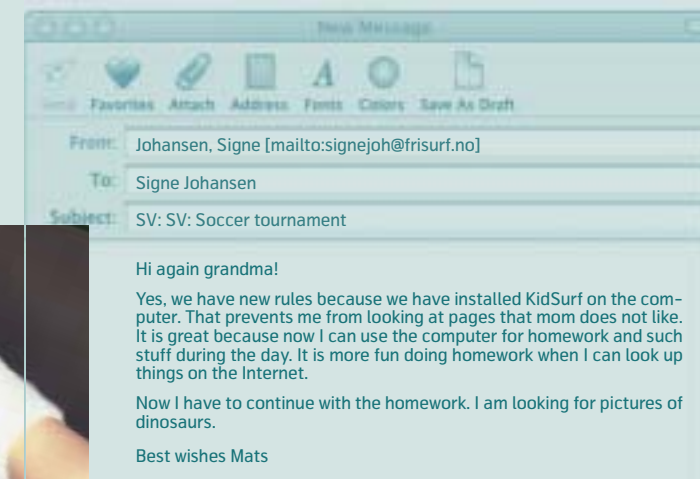 New Message
Favorites Attach Address Fonts Colors Save As Draft
From: Johansen, Signe [mailto:signejoh@frisurf.no]
To: Signe Johansen
Subject: SV: SV: Soccer tournament
Hi again grandma!
Yes, we have new rules because we have installed KidSurf on the com-
puter. That prevents me from looking at pages that mom does not like.
It is great because now I can use the computer for homework and such
stuff during the day. It is more fun doing homework when I can look up
things on the Internet.
Now I have to continue with the homework. I am looking for pictures of
dinosaurs.
Best wishes Mats